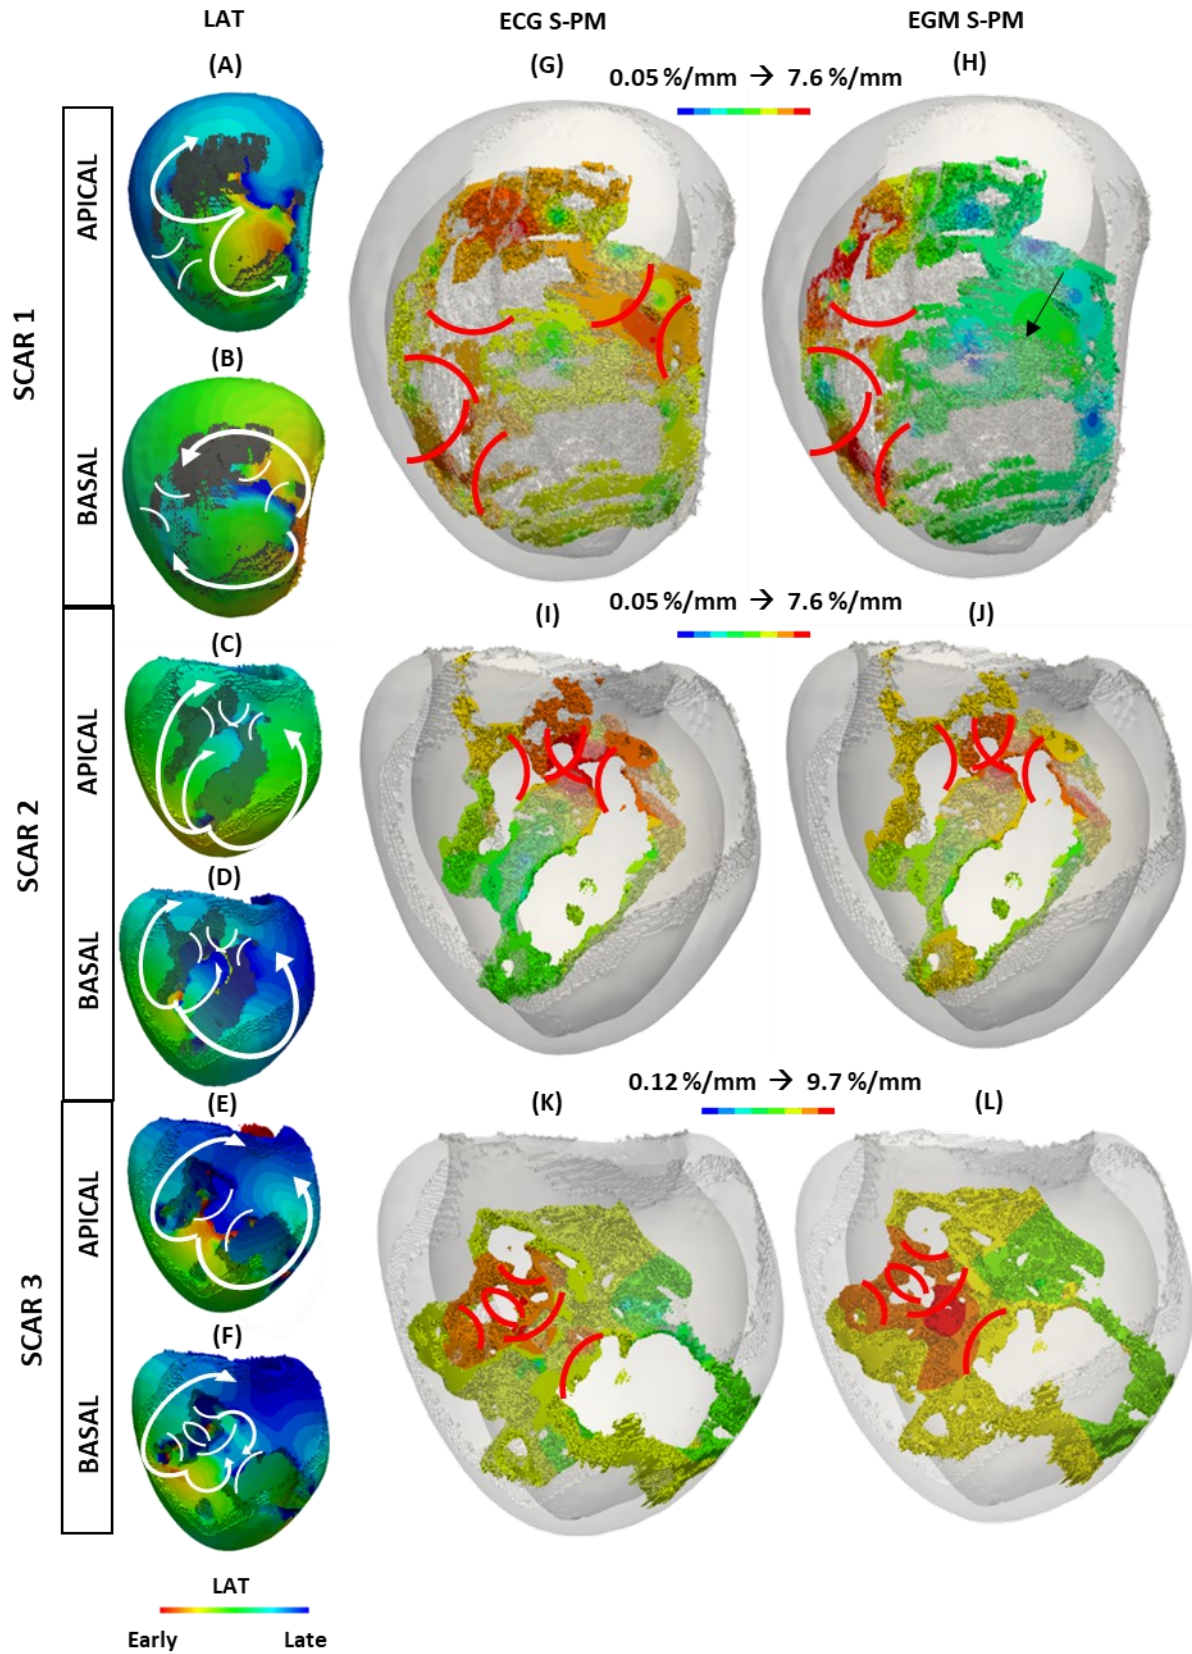 LAT ECG S-PM EGM S-PM
(A) (G) (H)
0.05 %/mm → 7.6 %/mm
APICAL
SCAR 1
(B)
BASAL
0.05 %/mm → 7.6 %/mm
(C) (I) (J)
APICAL
SCAR 2
(D)
BASAL
0.12 %/mm → 9.7 %/mm
(E) (K) (L)
APICAL
SCAR 3
(F)
BASAL
LAT
Early Late